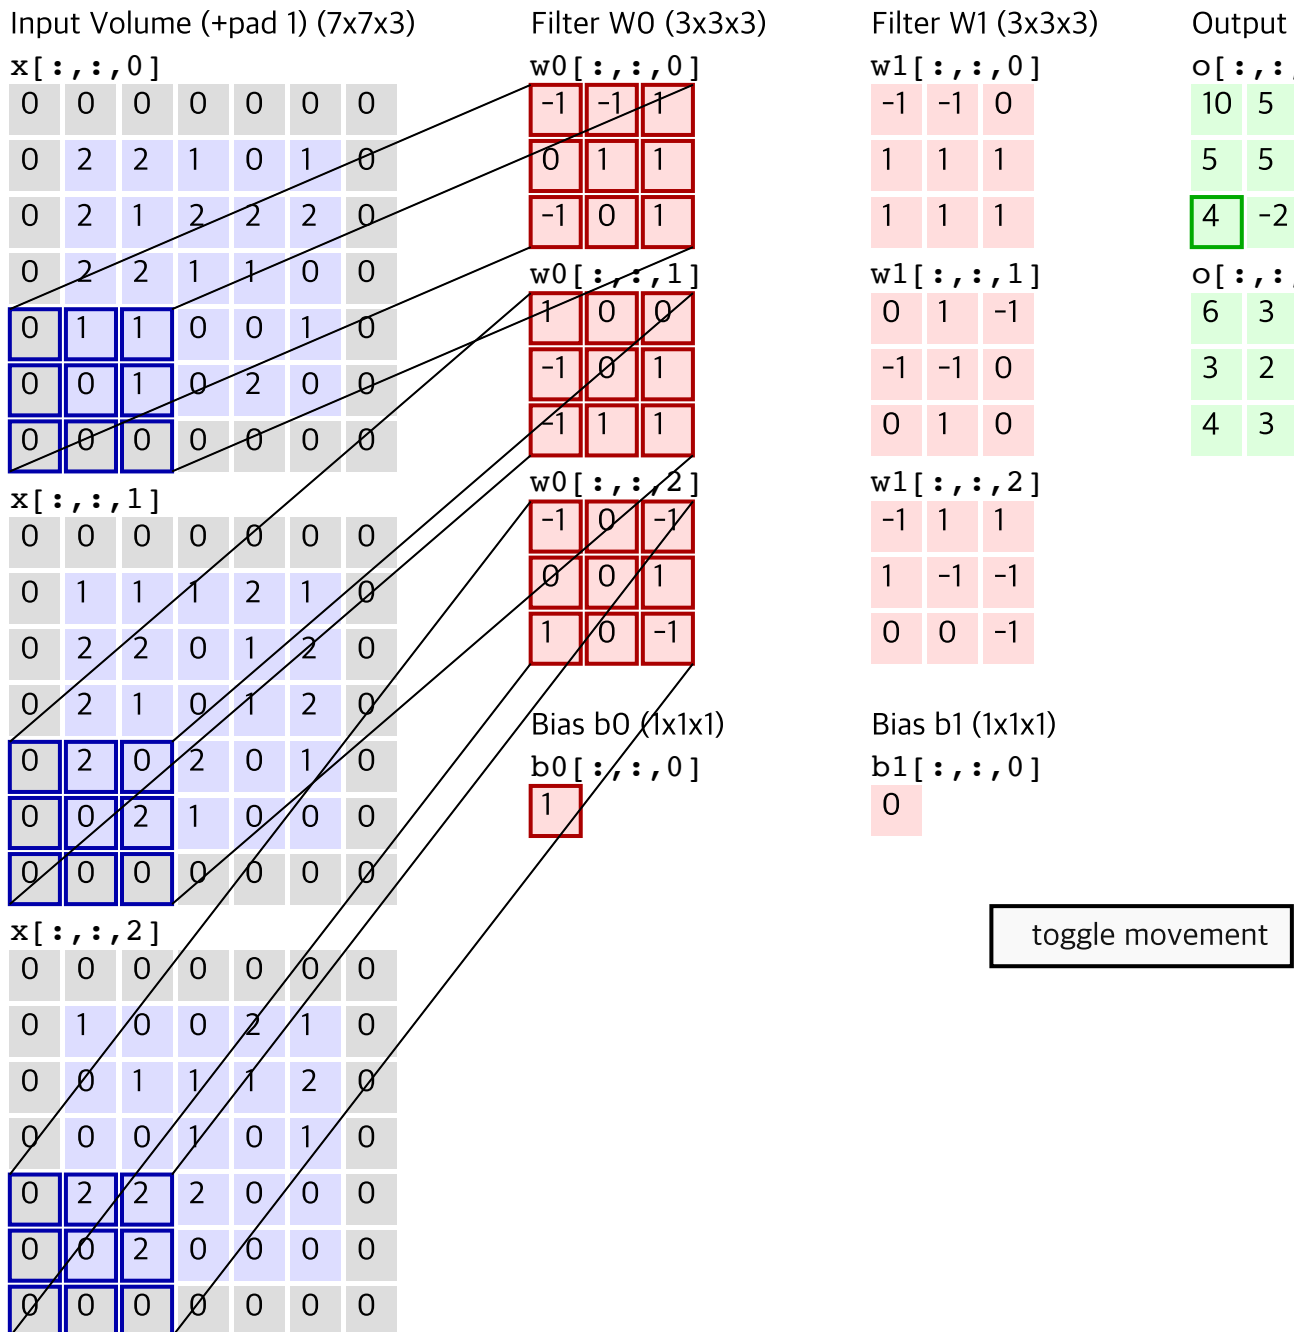 Input Volume (+pad 1) (7x7x3)
x[:,:,0]
0 0 0 0 0 0 0
0 2 2 1 0 1 0
0 2 1 2 2 2 0
0 2 2 1 1 0 0
0 1 1 0 0 1 0
0 0 1 0 2 0 0
0 0 0 0 0 0 0
x[:,:,1]
0 0 0 0 0 0 0
0 1 1 1 2 1 0
0 2 2 0 1 2 0
0 2 1 0 1 2 0
0 2 0 2 0 1 0
0 0 2 1 0 0 0
0 0 0 0 0 0 0
x[:,:,2]
0 0 0 0 0 0 0
0 1 0 0 2 1 0
0 0 1 1 1 2 0
0 0 0 1 0 1 0
0 2 2 2 0 0 0
0 0 2 0 0 0 0
0 0 0 0 0 0 0
Filter W0 (3x3x3)
w0[:,:,0]
-1 -1 1
0 1 1
-1 0 1
w0[:,:,1]
1 0 0
-1 0 1
-1 1 1
w0[:,:,2]
-1 0 -1
0 0 1
1 0 -1
Bias b0 (1x1x1)
b0[:,:,0]
1
Filter W1 (3x3x3)
w1[:,:,0]
-1 -1 0
1 1 1
1 1 1
w1[:,:,1]
0 1 -1
-1 -1 0
0 1 0
w1[:,:,2]
-1 1 1
1 -1 -1
0 0 -1
Bias b1 (1x1x1)
b1[:,:,0]
0
Output
o[:,:,
10 5
5 5
4 -2
o[:,:,
6 3
3 2
4 3
toggle movement